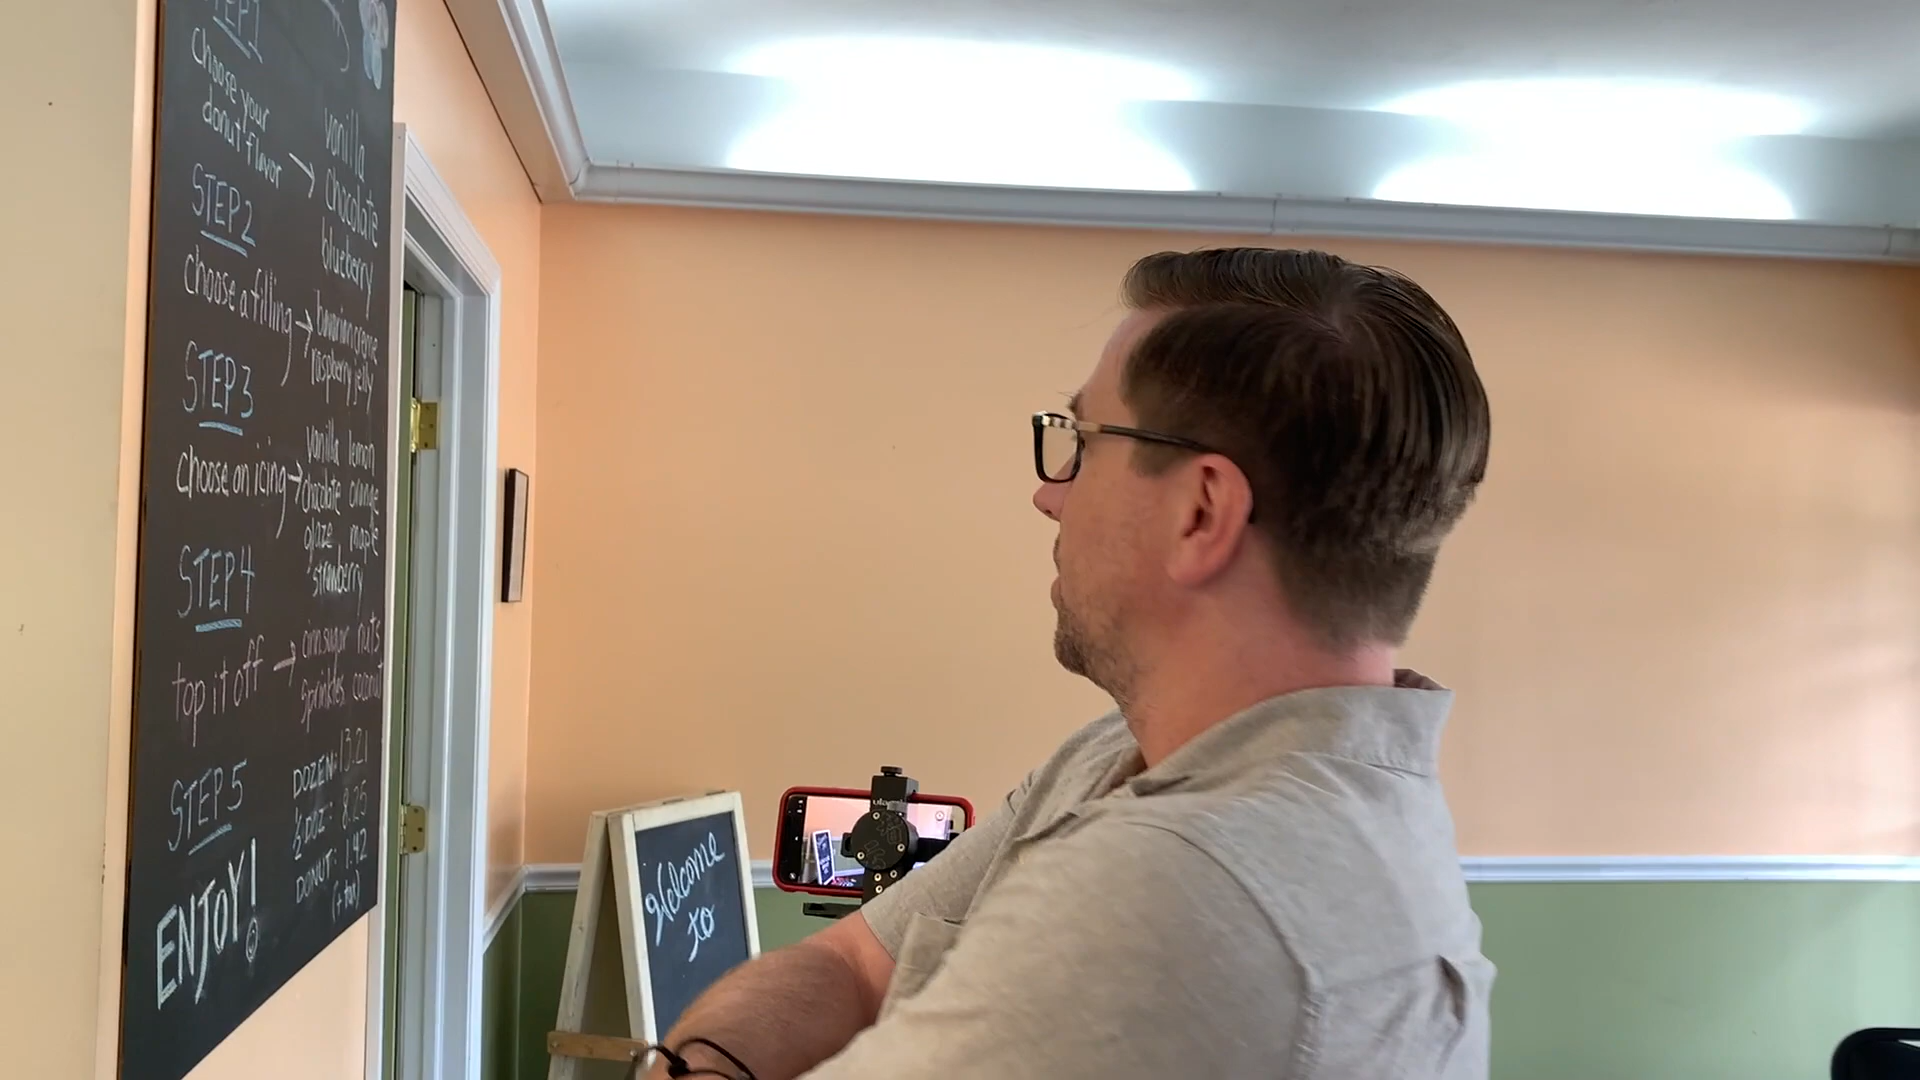 STEP 1
choose your
donut flavor →
vanilla
chocolate
blueberry
STEP 2
choose a filling →
bavarian creme
raspberry jelly
STEP 3
choose an icing →
vanilla lemon
chocolate orange
glaze maple
strawberry
STEP 4
top it off →
cinn.sugar nuts
sprinkles coconut
STEP 5
ENJOY!
DOZEN: 13.21
½ DOZ: 8.25
DONUT: 1.42
(+ tax)
Welcome
to